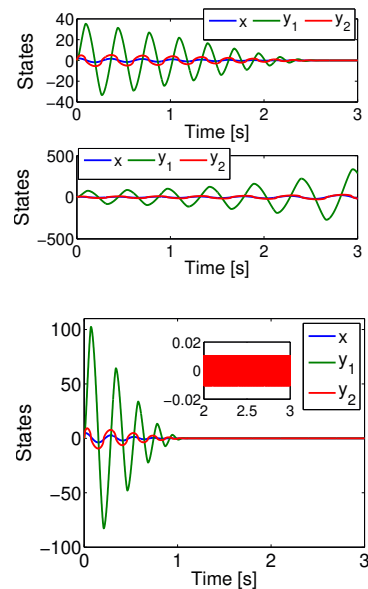 x y₁ y₂
40
20
0
−20
−40
States
0 1 2 3
Time [s]
x y₁ y₂
500
0
−500
States
0 1 2 3
Time [s]
x
y₁
y₂
100
50
0
−50
−100
States
0.02
0
−0.02
2 2.5 3
0 1 2 3
Time [s]